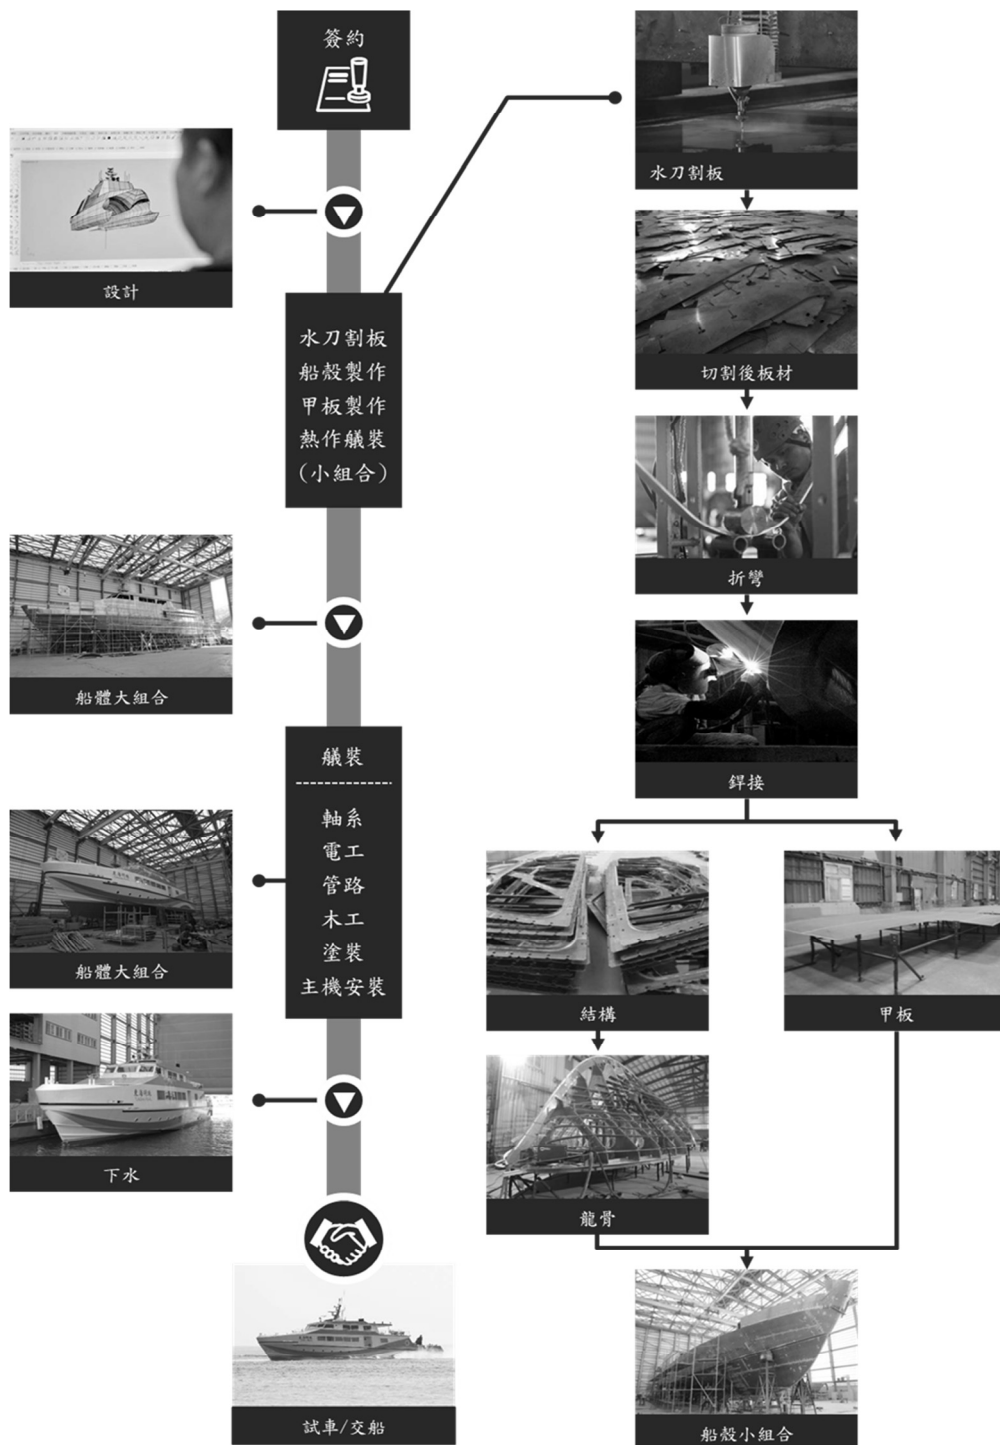 簽約
設計
水刀割板
船殼製作
甲板製作
熱作艤裝
(小組合)
船體大組合
艤裝
軸系
電工
管路
木工
塗裝
主機安裝
船體大組合
下水
試車/交船
水刀割板
切割後板材
折彎
銲接
結構
甲板
龍骨
船殼小組合